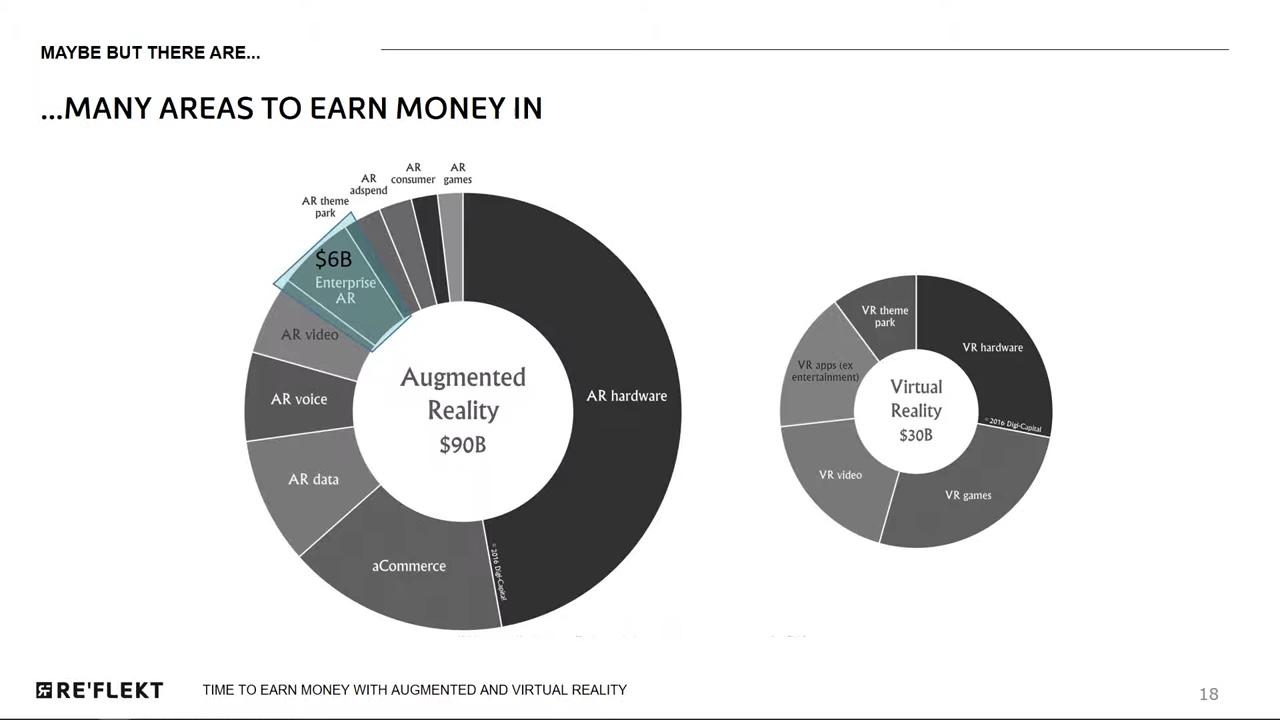 MAYBE BUT THERE ARE...
...MANY AREAS TO EARN MONEY IN
AR theme
park
AR
adspend
AR
consumer
AR
games
$6B
Enterprise
AR
AR video
AR voice
AR data
aCommerce
AR hardware
© 2016 Digi-Capital
Augmented
Reality
$90B
VR theme
park
VR hardware
VR apps (ex
entertainment)
© 2016 Digi-Capital
VR video
VR games
Virtual
Reality
$30B
RE'FLEKT
TIME TO EARN MONEY WITH AUGMENTED AND VIRTUAL REALITY
18